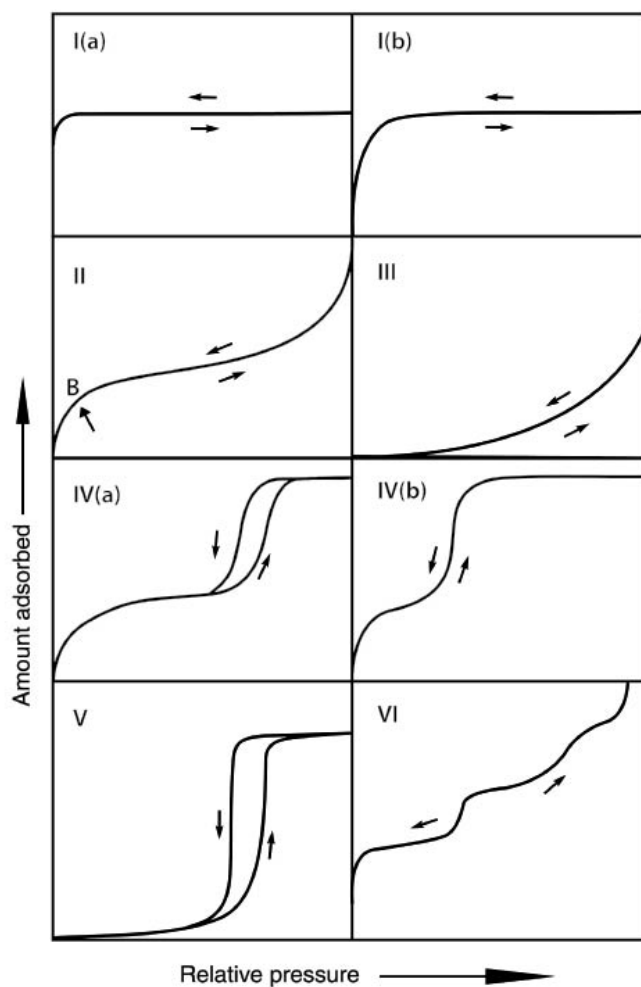 I(a)
I(b)
II
III
B
IV(a)
IV(b)
V
VI
Amount adsorbed
Relative pressure